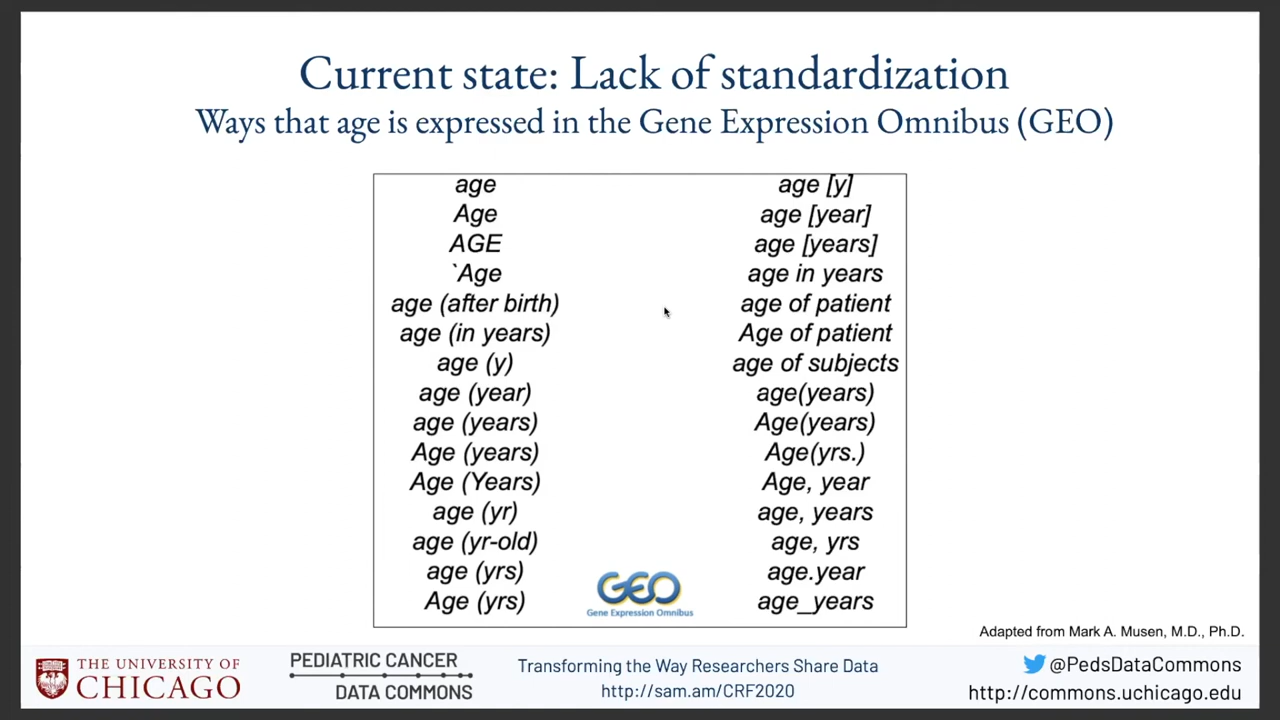 Current state: Lack of standardization
Ways that age is expressed in the Gene Expression Omnibus (GEO)
age
Age
AGE
`Age
age (after birth)
age (in years)
age (y)
age (year)
age (years)
Age (years)
Age (Years)
age (yr)
age (yr-old)
age (yrs)
Age (yrs)
age [y]
age [year]
age [years]
age in years
age of patient
Age of patient
age of subjects
age(years)
Age(years)
Age(yrs.)
Age, year
age, years
age, yrs
age.year
age_years
GEO
Gene Expression Omnibus
Adapted from Mark A. Musen, M.D., Ph.D.
THE UNIVERSITY OF
CHICAGO
PEDIATRIC CANCER
DATA COMMONS
Transforming the Way Researchers Share Data
http://sam.am/CRF2020
@PedsDataCommons
http://commons.uchicago.edu